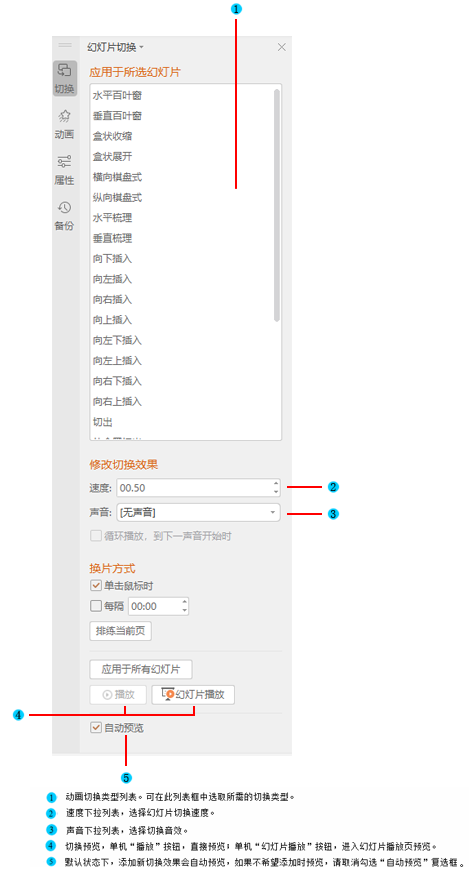 1
幻灯片切换
切换
动画
属性
备份
应用于所选幻灯片
水平百叶窗
垂直百叶窗
盒状收缩
盒状展开
横向棋盘式
纵向棋盘式
水平梳理
垂直梳理
向下插入
向左插入
向右插入
向上插入
向左下插入
向左上插入
向右下插入
向右上插入
切出
修改切换效果
速度: 00.50 2
声音: [无声音] 3
循环播放，到下一声音开始时
换片方式
单击鼠标时
每隔 00:00
排练当前页
应用于所有幻灯片
播放 幻灯片播放
4
自动预览
5
1 动画切换类型列表。可在此列表框中选取所需的切换类型。
2 速度下拉列表，选择幻灯片切换速度。
3 声音下拉列表，选择切换音效。
4 切换预览，单机“播放”按钮，直接预览；单机“幻灯片播放”按钮，进入幻灯片播放页预览。
5 默认状态下，添加新切换效果会自动预览，如果不希望添加时预览，请取消勾选“自动预览”复选框。